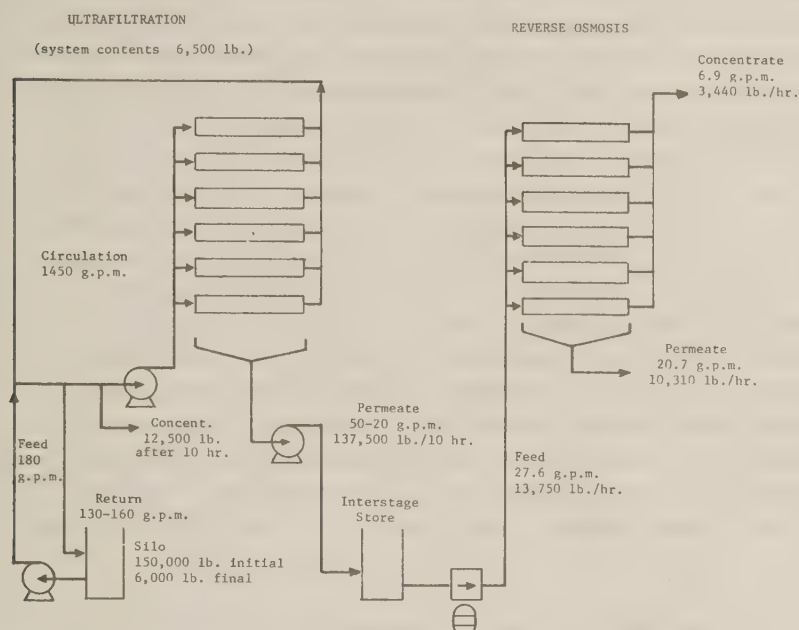 ULTRAFILTRATION
(system contents 6,500 lb.)
REVERSE OSMOSIS
Concentrate
6.9 g.p.m.
3,440 lb./hr.
Circulation
1450 g.p.m.
Permeate
20.7 g.p.m.
10,310 lb./hr.
Concent.
12,500 lb.
after 10 hr.
Permeate
50-20 g.p.m.
137,500 lb./10 hr.
Feed
180
g.p.m.
Feed
27.6 g.p.m.
13,750 lb./hr.
Return
130-160 g.p.m.
Interstage
Store
Silo
150,000 lb. initial
6,000 lb. final